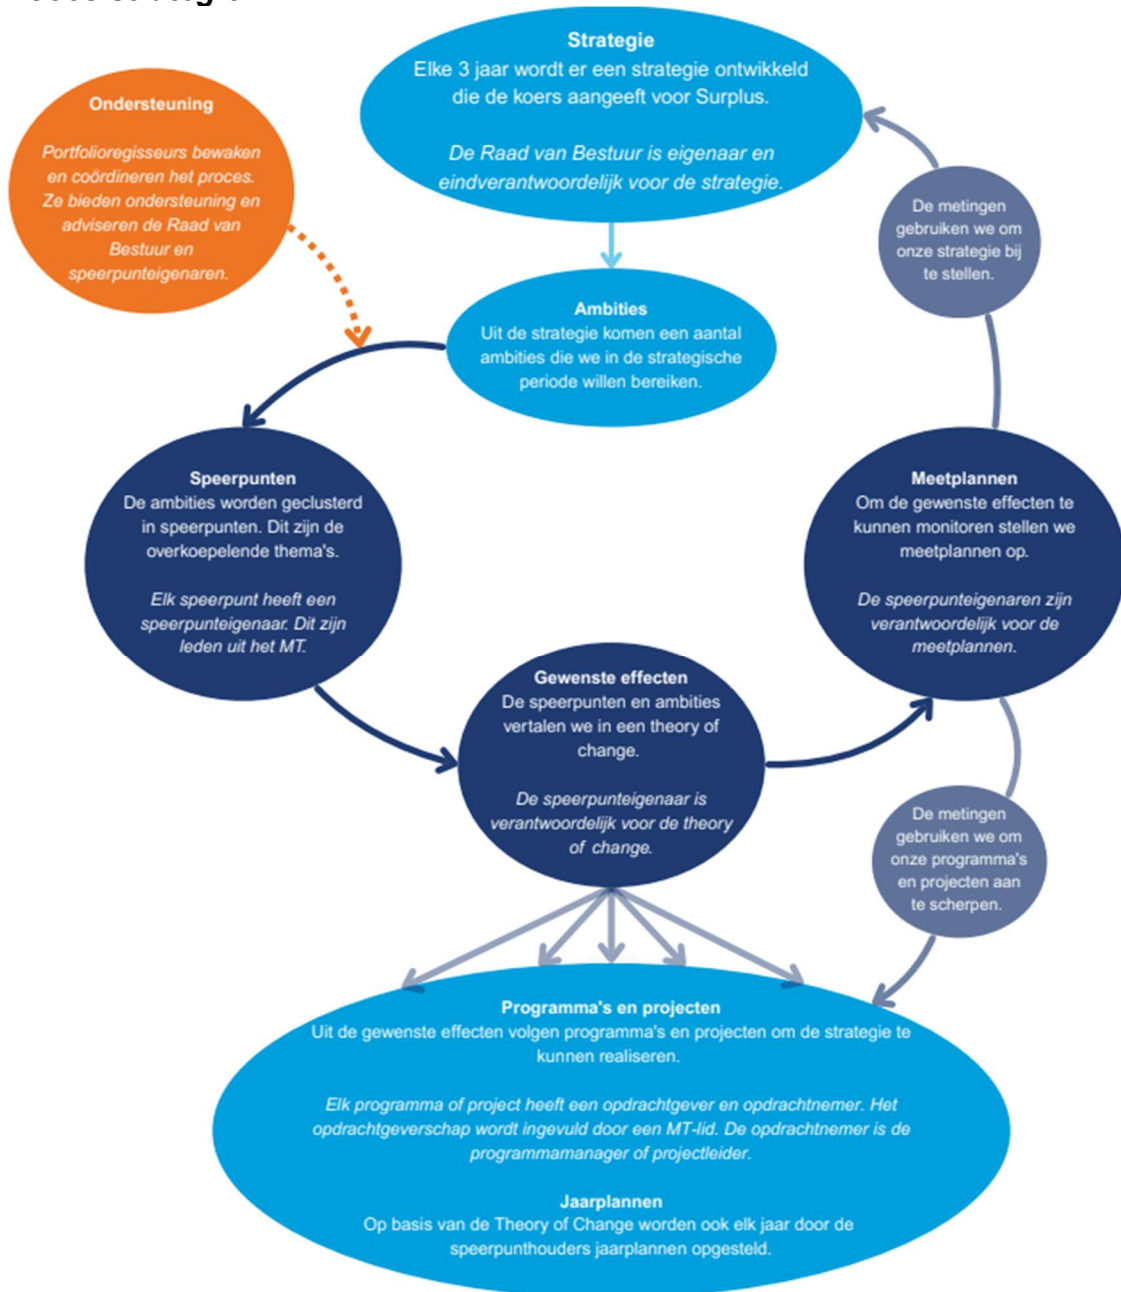 Strategie
Elke 3 jaar wordt er een strategie ontwikkeld
die de koers aangeeft voor Surplus.
De Raad van Bestuur is eigenaar en
eindverantwoordelijk voor de strategie.
Ondersteuning
Portfolioregisseurs bewaken
en coördineren het proces.
Ze bieden ondersteuning en
adviseren de Raad van
Bestuur en
speerpunteigenaren.
De metingen
gebruiken we om
onze strategie bij
te stellen.
Ambities
Uit de strategie komen een aantal
ambities die we in de strategische
periode willen bereiken.
Speerpunten
De ambities worden geclusterd
in speerpunten. Dit zijn de
overkoepelende thema's.
Elk speerpunt heeft een
speerpunteigenaar. Dit zijn
leden uit het MT.
Meetplannen
Om de gewenste effecten te
kunnen monitoren stellen we
meetplannen op.
De speerpunteigenaren zijn
verantwoordelijk voor de
meetplannen.
Gewenste effecten
De speerpunten en ambities
vertalen we in een theory of
change.
De speerpunteigenaar is
verantwoordelijk voor de theory
of change.
De metingen
gebruiken we om
onze programma's
en projecten aan
te scherpen.
Programma's en projecten
Uit de gewenste effecten volgen programma's en projecten om de strategie te
kunnen realiseren.
Elk programma of project heeft een opdrachtgever en opdrachtnemer. Het
opdrachtgeverschap wordt ingevuld door een MT-lid. De opdrachtnemer is de
programmamanager of projectleider.
Jaarplannen
Op basis van de Theory of Change worden ook elk jaar door de
speerpunthouders jaarplannen opgesteld.